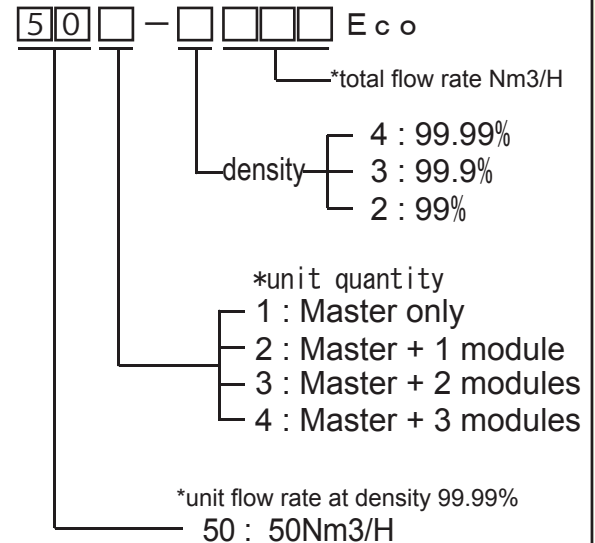 50□-□□□□Eco
*total flow rate Nm3/H
4 : 99.99%
density
3 : 99.9%
2 : 99%
*unit quantity
1 : Master only
2 : Master + 1 module
3 : Master + 2 modules
4 : Master + 3 modules
*unit flow rate at density 99.99%
50 : 50Nm3/H